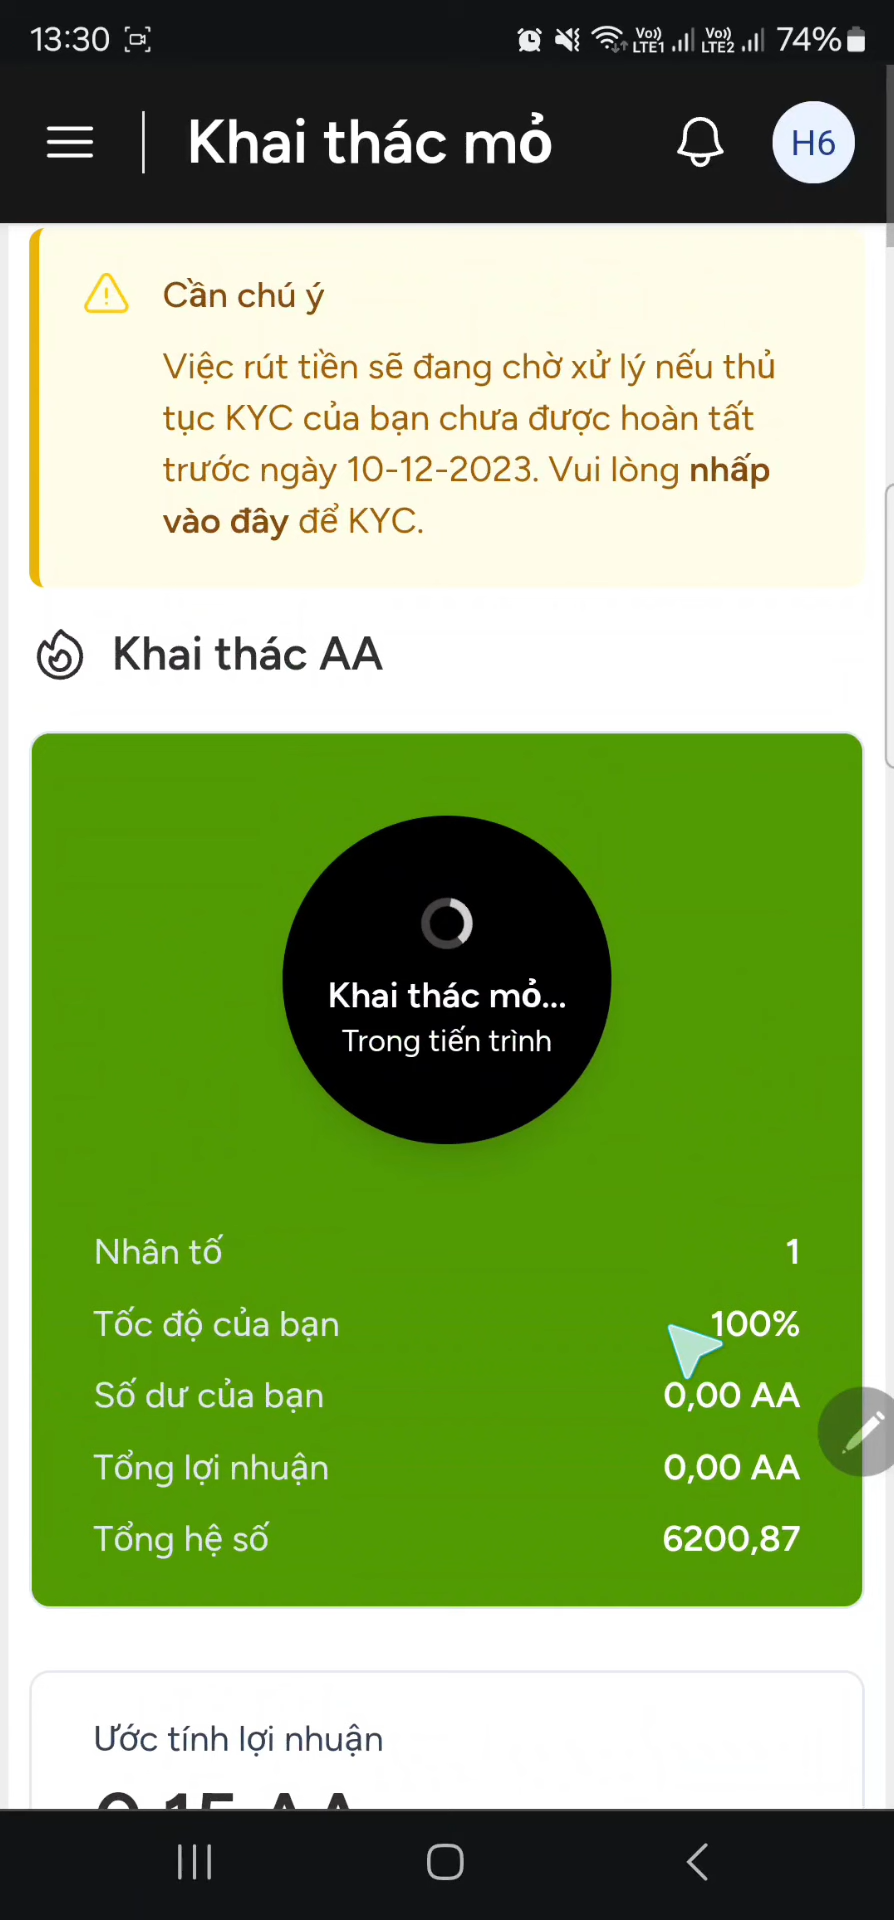 13:30
Vo)) LTE1 Vo)) LTE2 74%
Khai thác mỏ
H6
Cần chú ý
Việc rút tiền sẽ đang chờ xử lý nếu thủ
tục KYC của bạn chưa được hoàn tất
trước ngày 10-12-2023. Vui lòng nhấp
vào đây để KYC.
Khai thác AA
Khai thác mỏ...
Trong tiến trình
Nhân tố 1
Tốc độ của bạn 100%
Số dư của bạn 0,00 AA
Tổng lợi nhuận 0,00 AA
Tổng hệ số 6200,87
Ước tính lợi nhuận